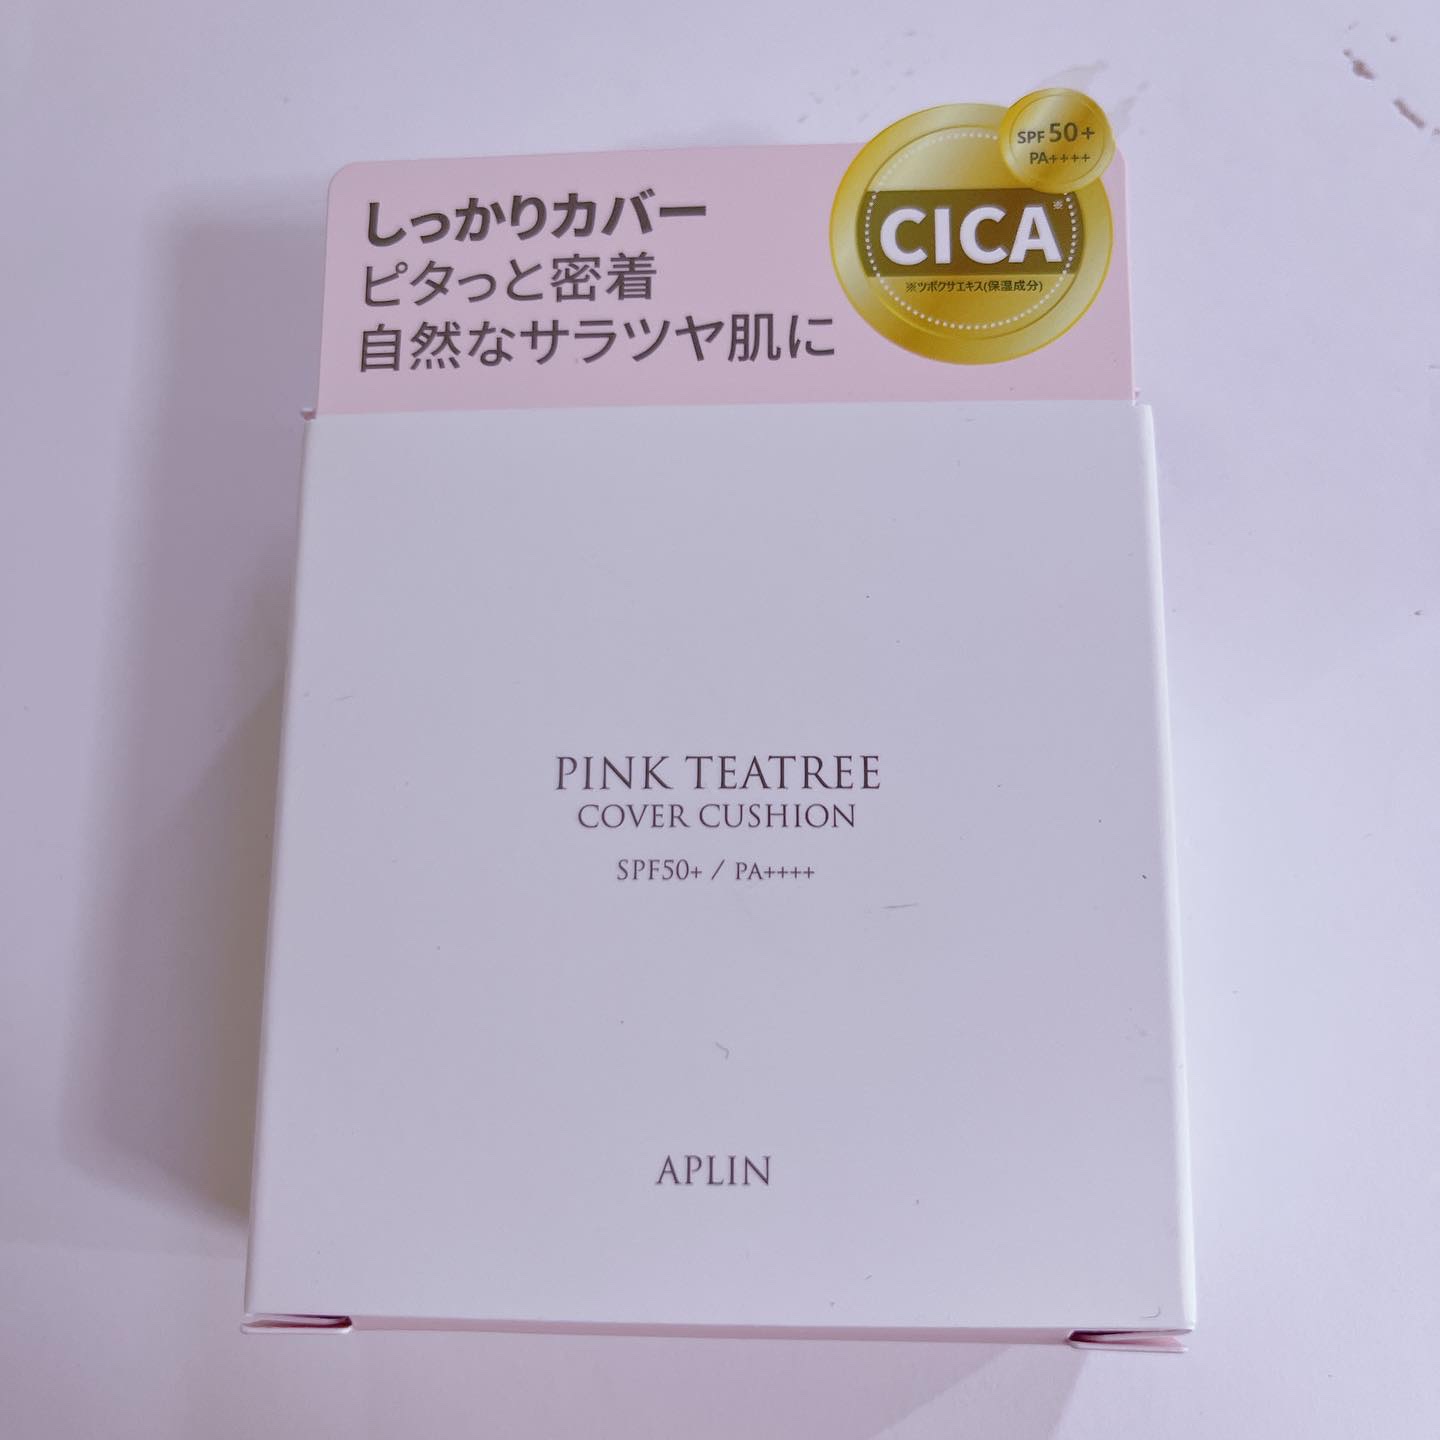 SPF 50+
PA++++
CICA※
※ツボクサエキス(保湿成分)
しっかりカバー
ピタっと密着
自然なサラツヤ肌に
PINK TEATREE
COVER CUSHION
SPF50+ / PA++++
APLIN